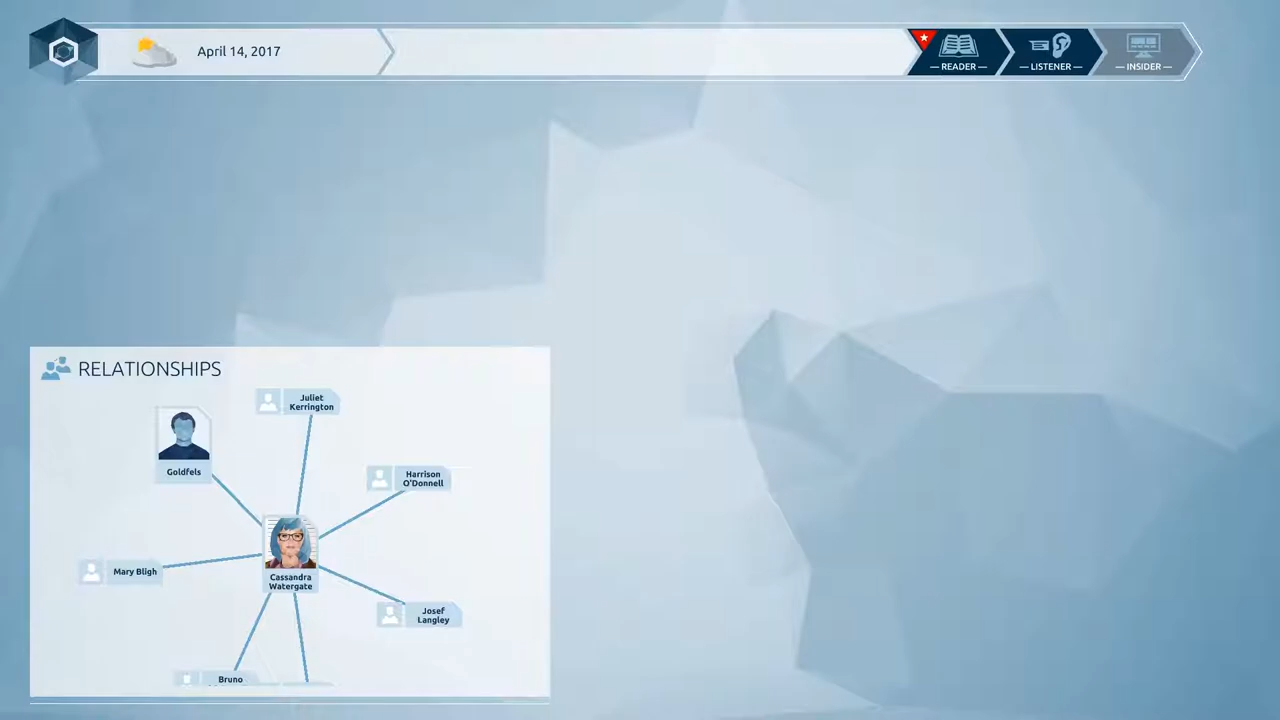 April 14, 2017
— READER —
— LISTENER —
— INSIDER —
RELATIONSHIPS
Juliet
Kerrington
Goldfels
Harrison
O'Donnell
Cassandra
Watergate
Mary Bligh
Josef
Langley
Bruno